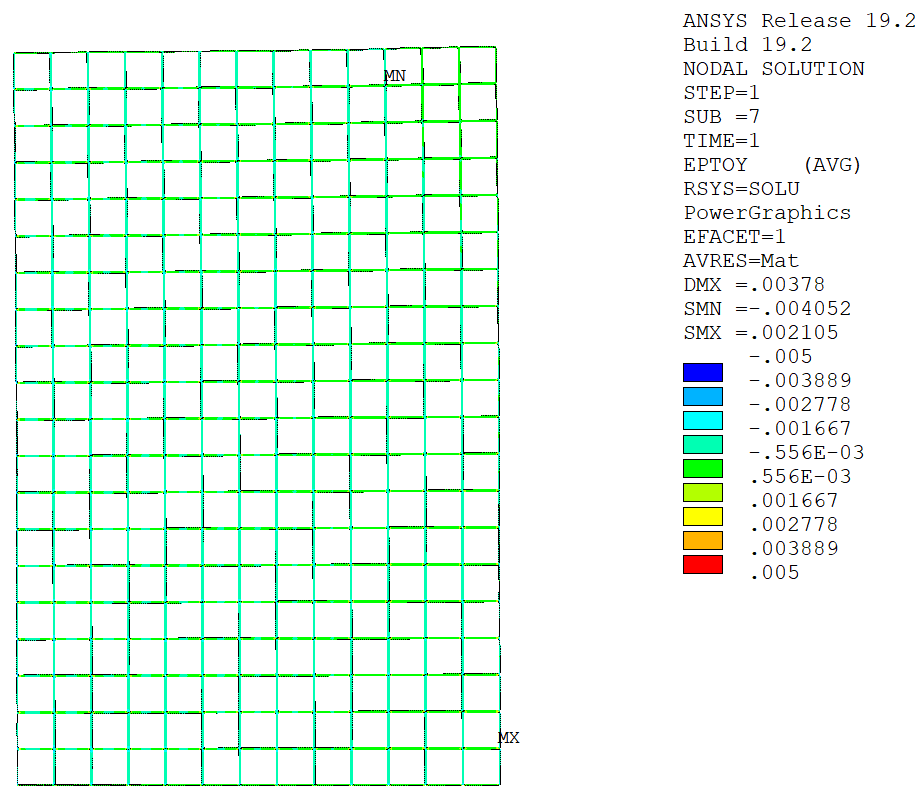 ANSYS Release 19.2
Build 19.2
NODAL SOLUTION
STEP=1
SUB =7
TIME=1
EPTOY (AVG)
RSYS=SOLU
PowerGraphics
EFACET=1
AVRES=Mat
DMX =.00378
SMN =-.004052
SMX =.002105
-.005
-.003889
-.002778
-.001667
-.556E-03
.556E-03
.001667
.002778
.003889
.005
MN
MX